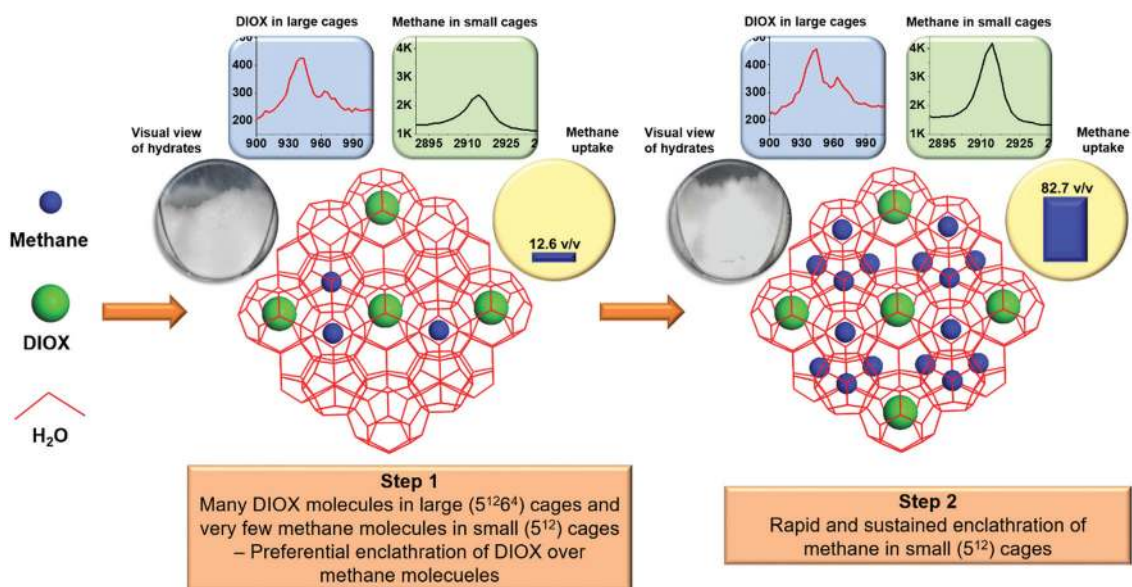 DIOX in large cages
Methane in small cages
400
300
200
900 930 960 990
4K
3K
2K
1K
2895 2910 2925
Visual view
of hydrates
Methane
uptake
12.6 v/v
Methane
DIOX
H₂O
Step 1
Many DIOX molecules in large (5¹²6⁴) cages and
very few methane molecules in small (5¹²) cages
– Preferential enclathration of DIOX over
methane molecueles
DIOX in large cages
Methane in small cages
400
300
200
900 930 960 990
4K
3K
2K
1K
2895 2910 2925
Visual view
of hydrates
Methane
uptake
82.7 v/v
Step 2
Rapid and sustained enclathration of
methane in small (5¹²) cages